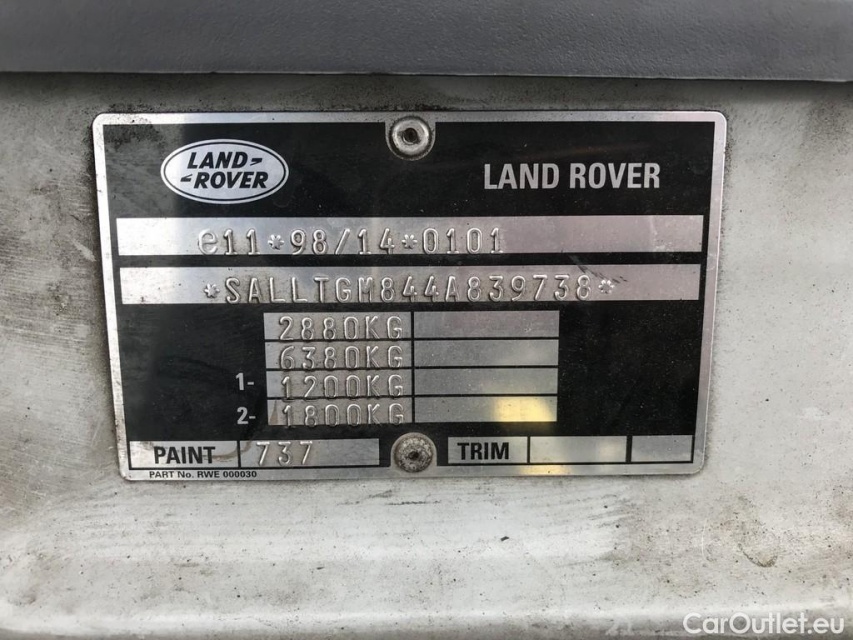 LAND-
-ROVER
LAND ROVER
e11*98/14*0101
*SALLTGM844A839738*
2880KG
6380KG
1- 1200KG
2- 1800KG
PAINT 737 TRIM
PART No. RWE 000030
CarOutlet.eu